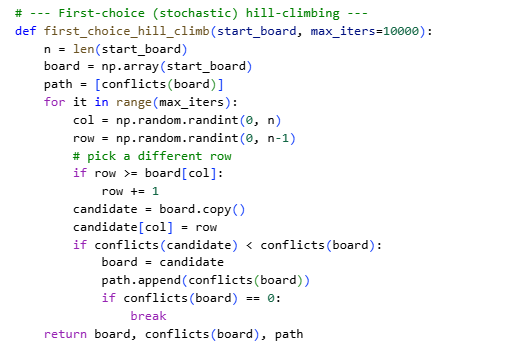 # --- First-choice (stochastic) hill-climbing ---
def first_choice_hill_climb(start_board, max_iters=10000):
    n = len(start_board)
    board = np.array(start_board)
    path = [conflicts(board)]
    for it in range(max_iters):
        col = np.random.randint(0, n)
        row = np.random.randint(0, n-1)
        # pick a different row
        if row >= board[col]:
            row += 1
        candidate = board.copy()
        candidate[col] = row
        if conflicts(candidate) < conflicts(board):
            board = candidate
            path.append(conflicts(board))
            if conflicts(board) == 0:
                break
    return board, conflicts(board), path